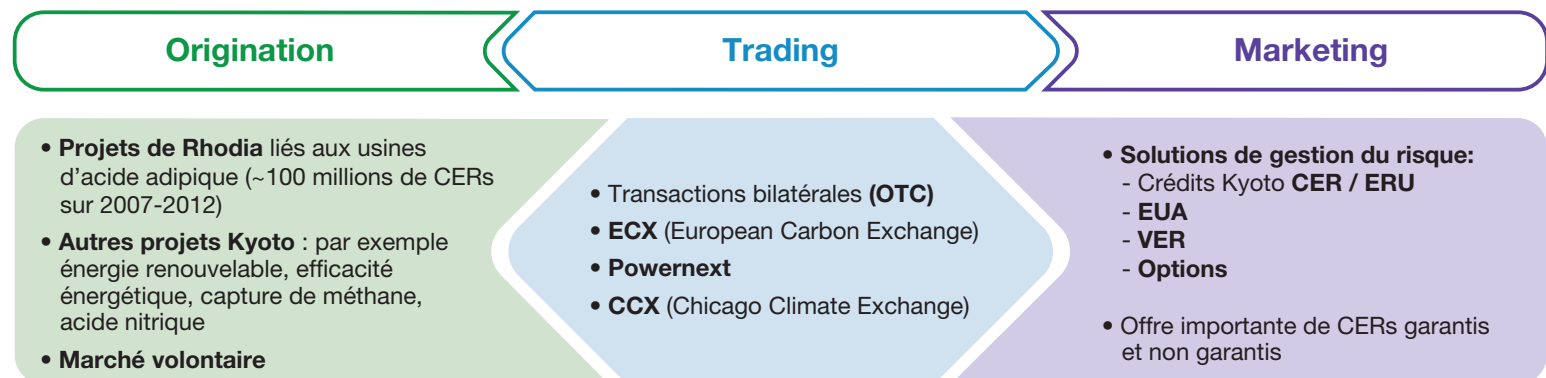 Origination
Trading
Marketing
• Projets de Rhodia liés aux usines
d’acide adipique (~100 millions de CERs
sur 2007-2012)
• Autres projets Kyoto : par exemple
énergie renouvelable, efficacité
énergétique, capture de méthane,
acide nitrique
• Marché volontaire
• Transactions bilatérales (OTC)
• ECX (European Carbon Exchange)
• Powernext
• CCX (Chicago Climate Exchange)
• Solutions de gestion du risque:
- Crédits Kyoto CER / ERU
- EUA
- VER
- Options
• Offre importante de CERs garantis
et non garantis